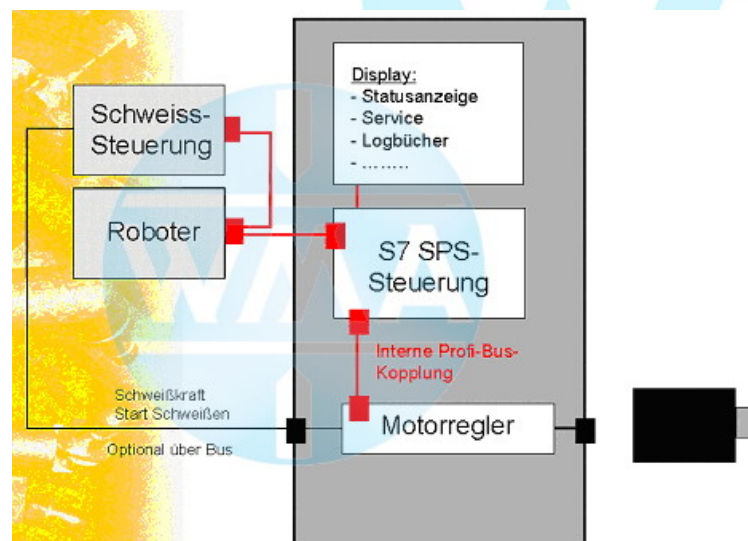 Display:
- Statusanzeige
- Service
- Logbücher
- ........
Schweiss-
Steuerung
Roboter
S7 SPS-
Steuerung
WMA
Interne Profi-Bus-
Kopplung
Schweißkraft
Start Schweißen
Optional über Bus
Motorregler